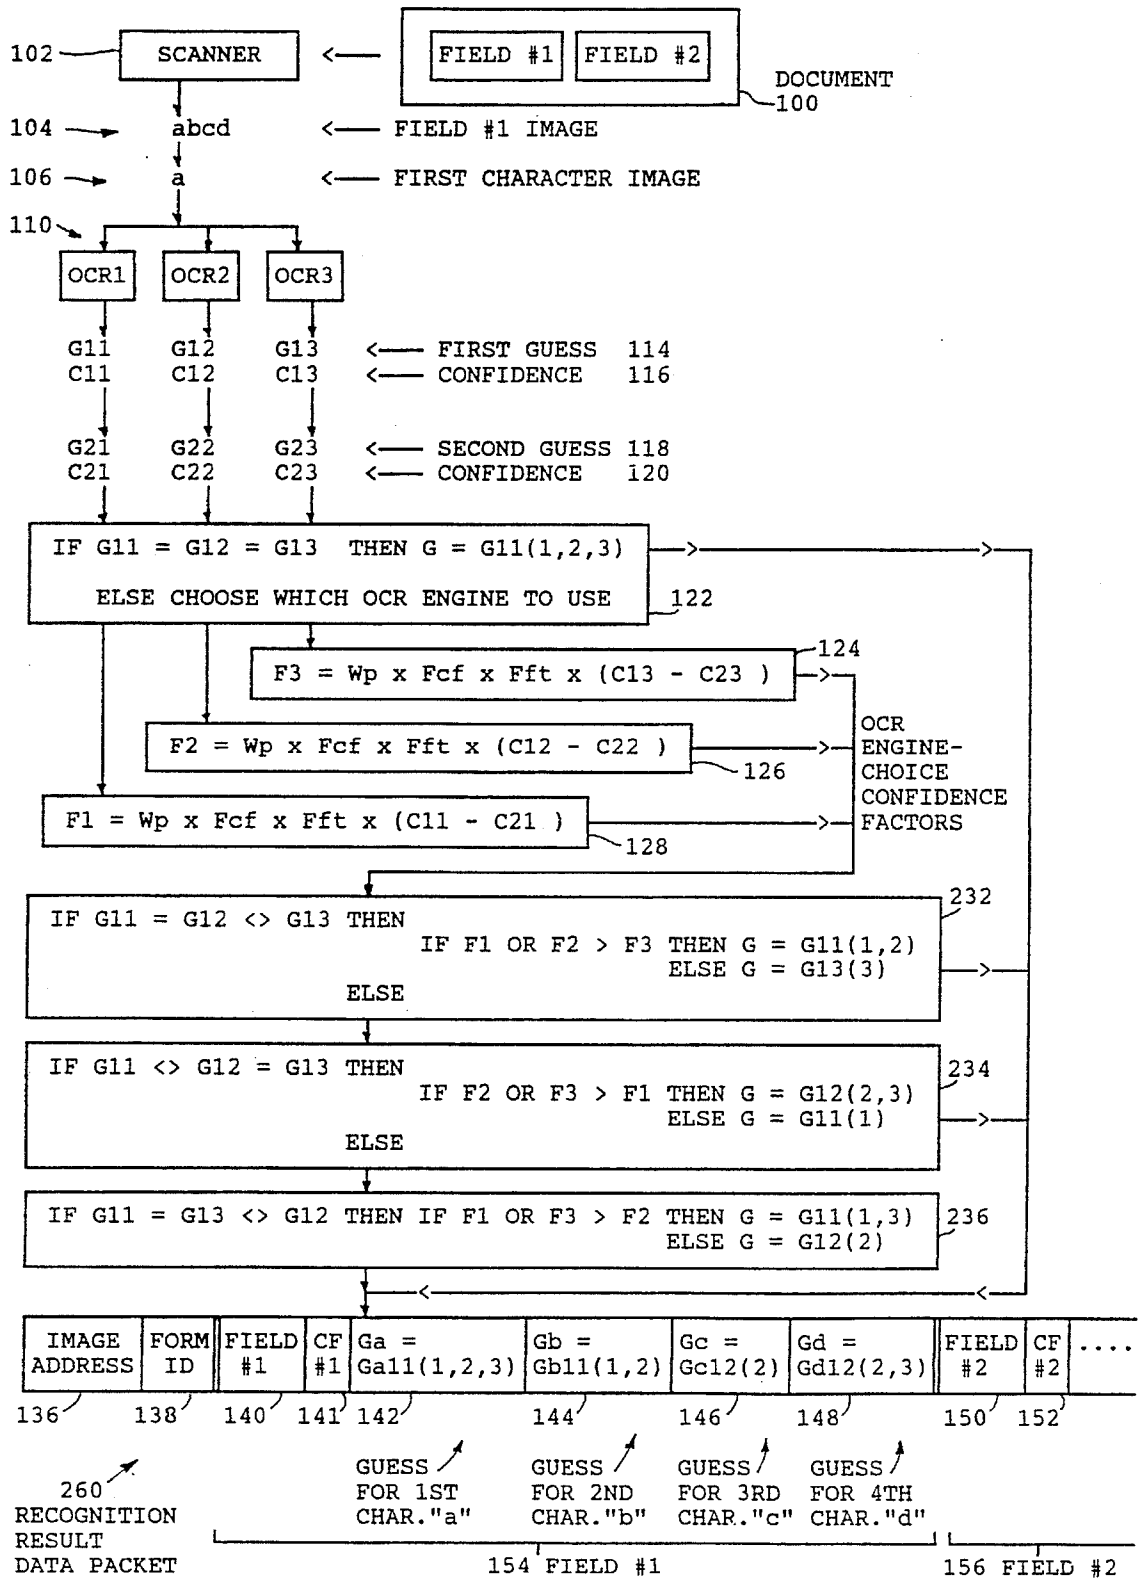 102 SCANNER <— FIELD #1 FIELD #2
DOCUMENT
100
104 abcd <— FIELD #1 IMAGE
106 a <— FIRST CHARACTER IMAGE
110
OCR1 OCR2 OCR3
G11 G12 G13 <— FIRST GUESS 114
C11 C12 C13 <— CONFIDENCE 116
G21 G22 G23 <— SECOND GUESS 118
C21 C22 C23 <— CONFIDENCE 120
IF G11 = G12 = G13 THEN G = G11(1,2,3)
ELSE CHOOSE WHICH OCR ENGINE TO USE
122
124
F3 = Wp x Fcf x Fft x (C13 - C23 )
F2 = Wp x Fcf x Fft x (C12 - C22 )
126
F1 = Wp x Fcf x Fft x (C11 - C21 )
128
OCR
ENGINE-
CHOICE
CONFIDENCE
FACTORS
232
IF G11 = G12 <> G13 THEN
IF F1 OR F2 > F3 THEN G = G11(1,2)
ELSE G = G13(3)
ELSE
234
IF G11 <> G12 = G13 THEN
IF F2 OR F3 > F1 THEN G = G12(2,3)
ELSE G = G11(1)
ELSE
IF G11 = G13 <> G12 THEN IF F1 OR F3 > F2 THEN G = G11(1,3)
ELSE G = G12(2)
236
IMAGE ADDRESS
FORM ID
FIELD #1
CF #1
Ga =
Ga11(1,2,3)
Gb =
Gb11(1,2)
Gc =
Gc12(2)
Gd =
Gd12(2,3)
FIELD #2
CF #2
....
136 138 140 141 142 144 146 148 150 152
GUESS
FOR 1ST
CHAR."a"
GUESS
FOR 2ND
CHAR."b"
GUESS
FOR 3RD
CHAR."c"
GUESS
FOR 4TH
CHAR."d"
260
RECOGNITION
RESULT
DATA PACKET
154 FIELD #1
156 FIELD #2